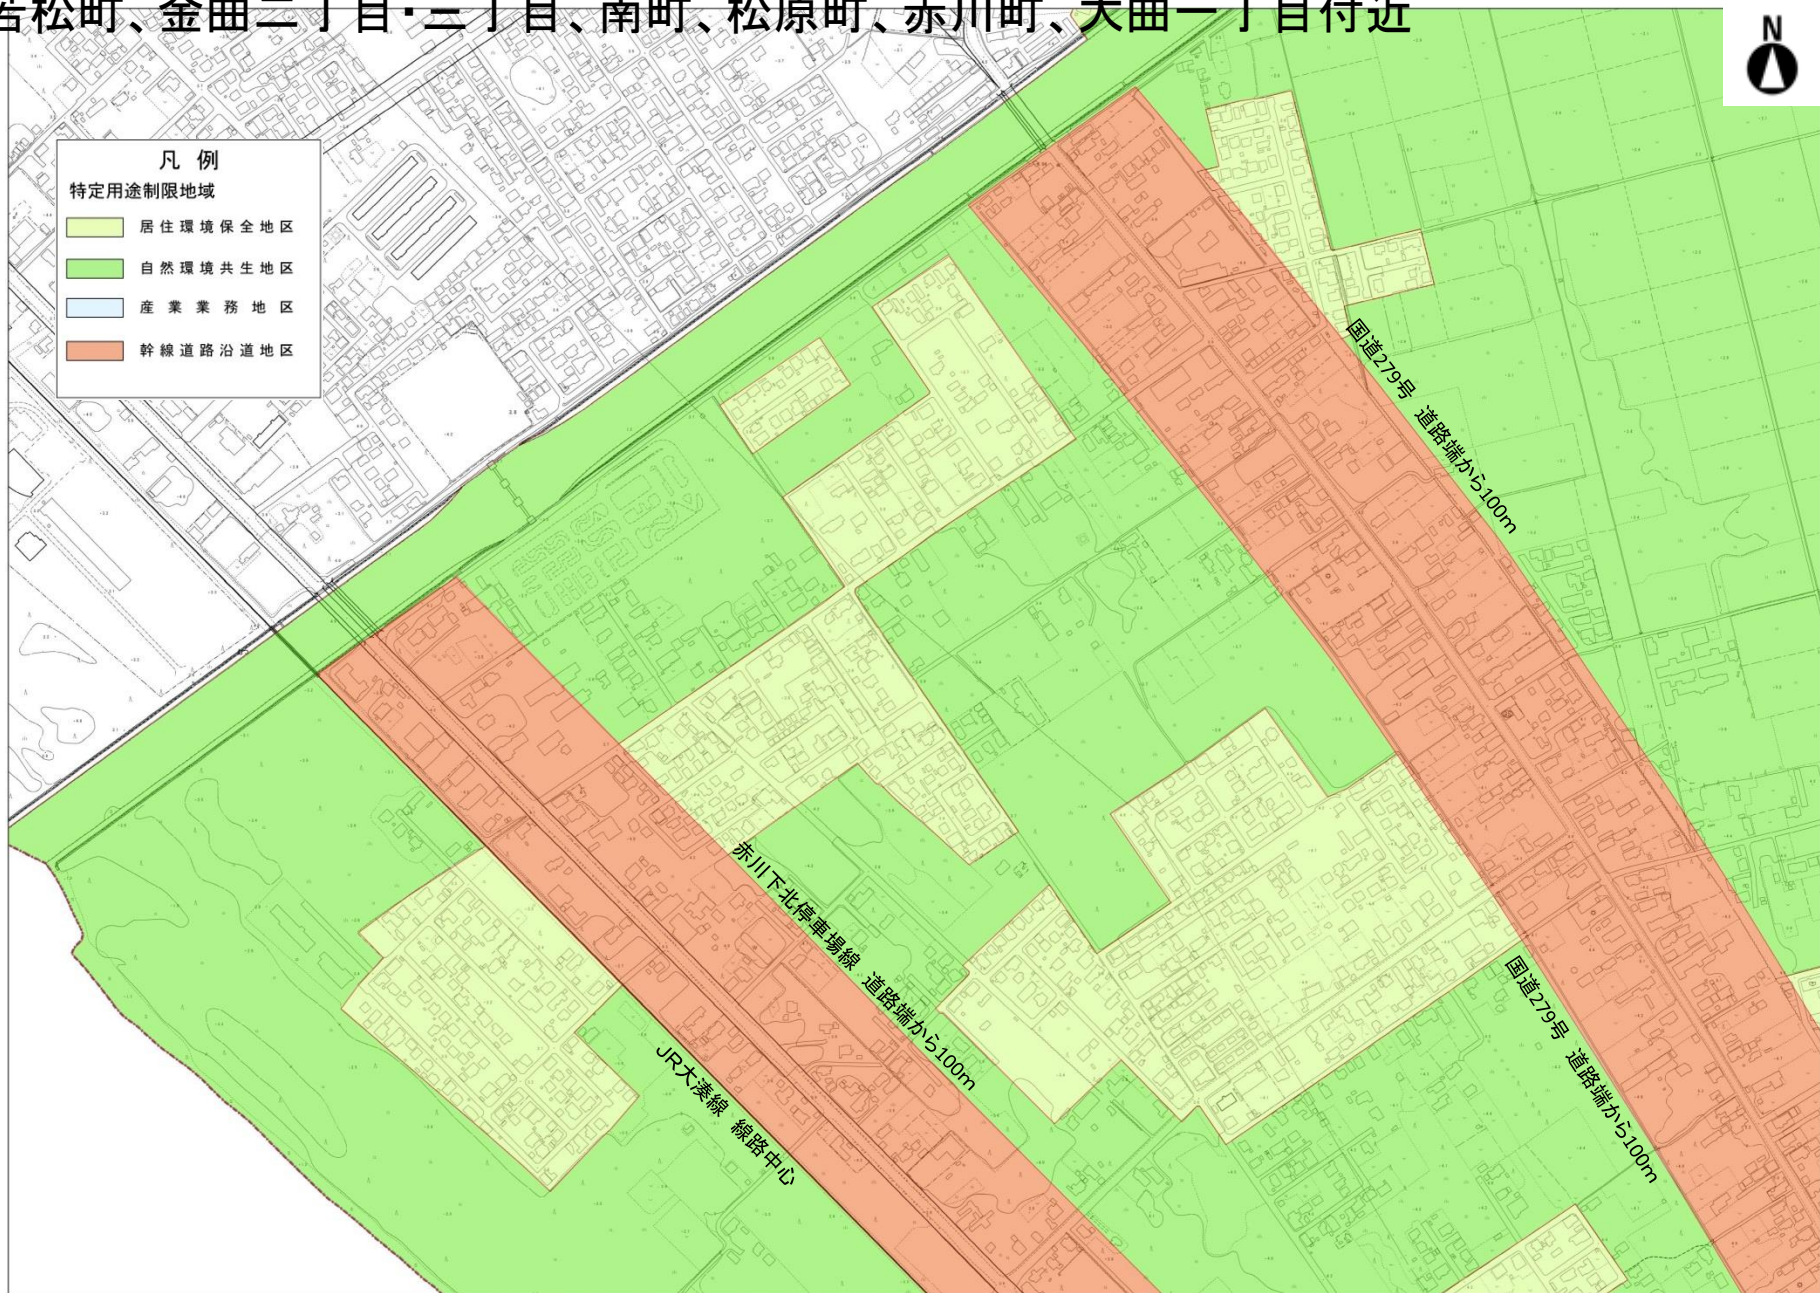 若松町、金曲二丁目・三丁目、南町、松原町、赤川町、大曲一丁目付近
N
凡 例
特定用途制限地域
居住環境保全地区
自然環境共生地区
産業業務地区
幹線道路沿道地区
国道279号 道路端から100m
赤川下北停車場線 道路端から100m
国道279号 道路端から100m
JR大湊線 線路中心